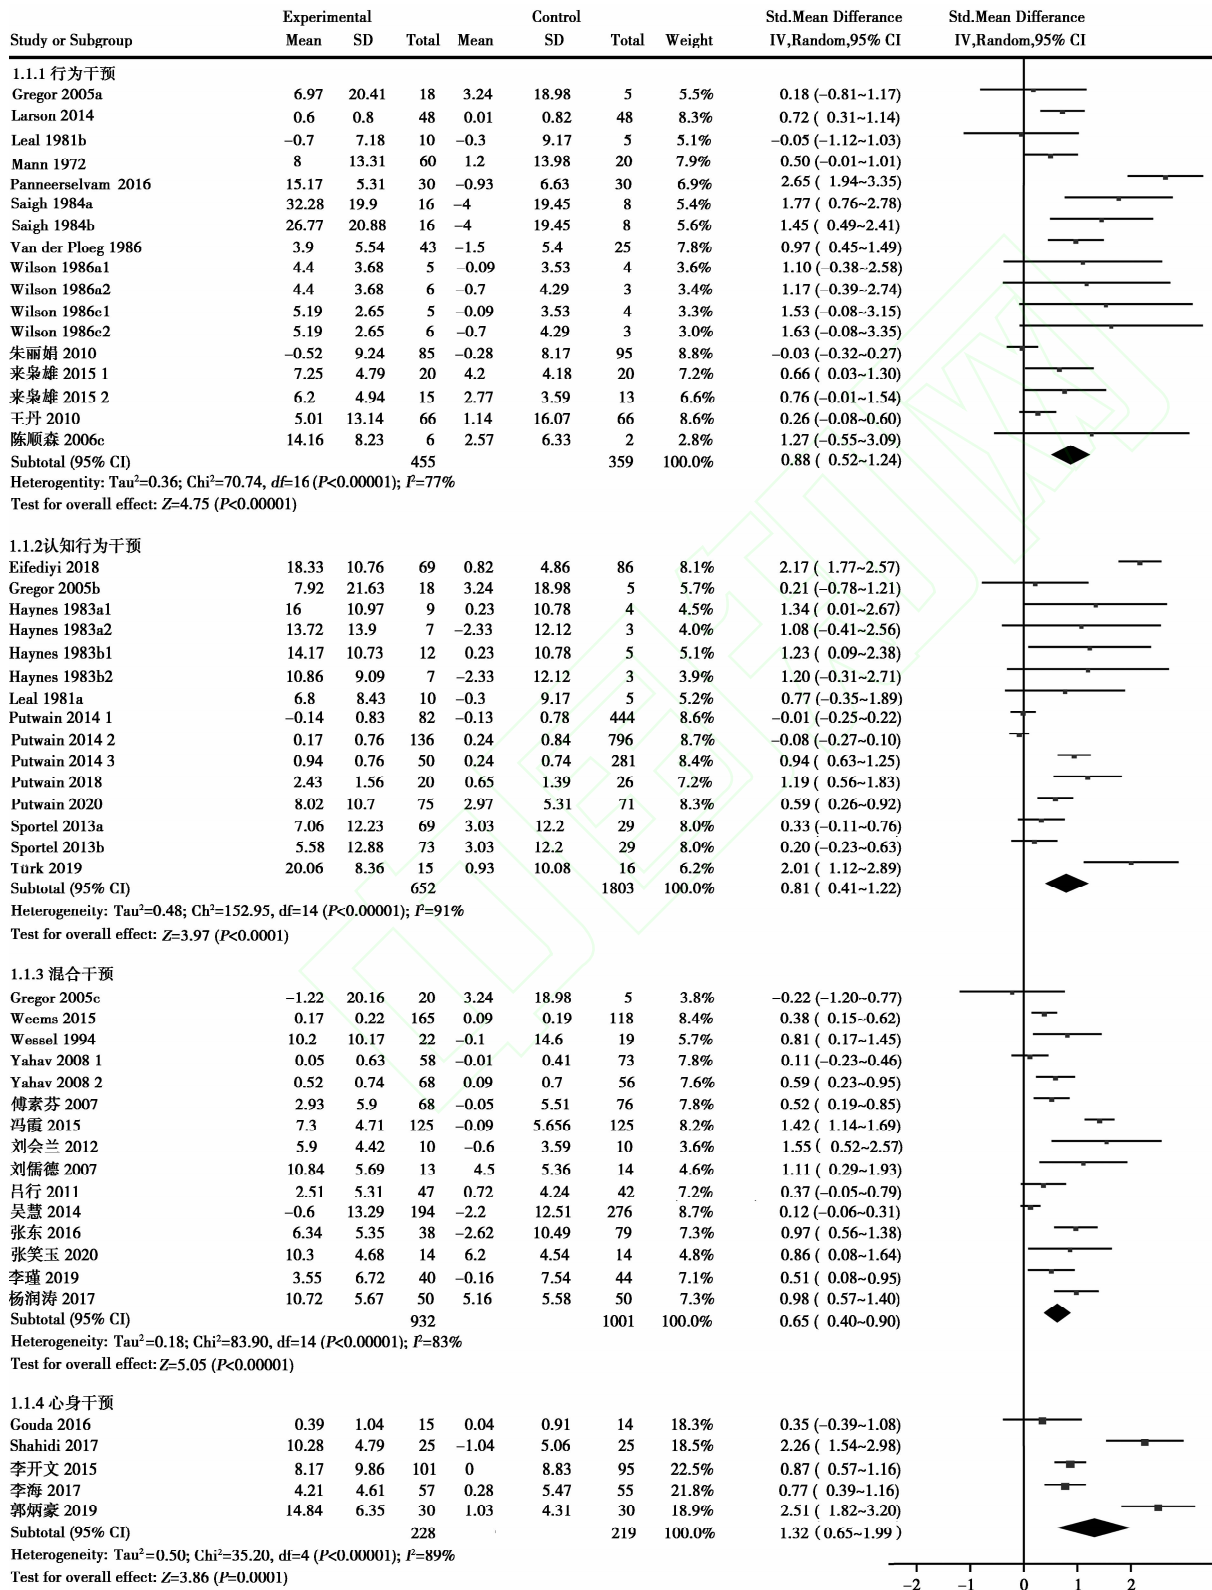 Experimental Control Std.Mean Difference Std.Mean Difference
Study or Subgroup Mean SD Total Mean SD Total Weight IV,Random,95% CI IV,Random,95% CI
1.1.1 行为干预
Gregor 2005a 6.97 20.41 18 3.24 18.98 5 5.5% 0.18 (−0.81~1.17)
Larson 2014 0.6 0.8 48 0.01 0.82 48 8.3% 0.72 ( 0.31~1.14)
Leal 1981b −0.7 7.18 10 −0.3 9.17 5 5.1% −0.05 (−1.12~1.03)
Mann 1972 8 13.31 60 1.2 13.98 20 7.9% 0.50 (−0.01~1.01)
Panneerselvam 2016 15.17 5.31 30 −0.93 6.63 30 6.9% 2.65 ( 1.94~3.35)
Saigh 1984a 32.28 19.9 16 −4 19.45 8 5.4% 1.77 ( 0.76~2.78)
Saigh 1984b 26.77 20.88 16 −4 19.45 8 5.6% 1.45 ( 0.49~2.41)
Van der Ploeg 1986 3.9 5.54 43 −1.5 5.4 25 7.8% 0.97 ( 0.45~1.49)
Wilson 1986a1 4.4 3.68 5 −0.09 3.53 4 3.6% 1.10 (−0.38~2.58)
Wilson 1986a2 4.4 3.68 6 −0.7 4.29 3 3.4% 1.17 (−0.39~2.74)
Wilson 1986c1 5.19 2.65 5 −0.09 3.53 4 3.3% 1.53 (−0.08~3.15)
Wilson 1986c2 5.19 2.65 6 −0.7 4.29 3 3.0% 1.63 (−0.08~3.35)
朱丽娟 2010 −0.52 9.24 85 −0.28 8.17 95 8.8% −0.03 (−0.32~0.27)
来枭雄 2015 1 7.25 4.79 20 4.2 4.18 20 7.2% 0.66 ( 0.03~1.30)
来枭雄 2015 2 6.2 4.94 15 2.77 3.59 13 6.6% 0.76 (−0.01~1.54)
王丹 2010 5.01 13.14 66 1.14 16.07 66 8.6% 0.26 (−0.08~0.60)
陈顺森 2006c 14.16 8.23 6 2.57 6.33 2 2.8% 1.27 (−0.55~3.09)
Subtotal (95% CI) 455 359 100.0% 0.88 ( 0.52~1.24)
Heterogentity: Tau²=0.36; Chi²=70.74, df=16 (P<0.00001); I²=77%
Test for overall effect: Z=4.75 (P<0.00001)
1.1.2认知行为干预
Eifediyi 2018 18.33 10.76 69 0.82 4.86 86 8.1% 2.17 ( 1.77~2.57)
Gregor 2005b 7.92 21.63 18 3.24 18.98 5 5.7% 0.21 (−0.78~1.21)
Haynes 1983a1 16 10.97 9 0.23 10.78 4 4.5% 1.34 ( 0.01~2.67)
Haynes 1983a2 13.72 13.9 7 −2.33 12.12 3 4.0% 1.08 (−0.41~2.56)
Haynes 1983b1 14.17 10.73 12 0.23 10.78 5 5.1% 1.23 ( 0.09~2.38)
Haynes 1983b2 10.86 9.09 7 −2.33 12.12 3 3.9% 1.20 (−0.31~2.71)
Leal 1981a 6.8 8.43 10 −0.3 9.17 5 5.2% 0.77 (−0.35~1.89)
Putwain 2014 1 −0.14 0.83 82 −0.13 0.78 444 8.6% −0.01 (−0.25~0.22)
Putwain 2014 2 0.17 0.76 136 0.24 0.84 796 8.7% −0.08 (−0.27~0.10)
Putwain 2014 3 0.94 0.76 50 0.24 0.74 281 8.4% 0.94 ( 0.63~1.25)
Putwain 2018 2.43 1.56 20 0.65 1.39 26 7.2% 1.19 ( 0.56~1.83)
Putwain 2020 8.02 10.7 75 2.97 5.31 71 8.3% 0.59 ( 0.26~0.92)
Sportel 2013a 7.06 12.23 69 3.03 12.2 29 8.0% 0.33 (−0.11~0.76)
Sportel 2013b 5.58 12.88 73 3.03 12.2 29 8.0% 0.20 (−0.23~0.63)
Türk 2019 20.06 8.36 15 0.93 10.08 16 6.2% 2.01 ( 1.12~2.89)
Subtotal (95% CI) 652 1803 100.0% 0.81 ( 0.41~1.22)
Heterogeneity: Tau²=0.48; Ch²=152.95, df=14 (P<0.00001); I²=91%
Test for overall effect: Z=3.97 (P<0.0001)
1.1.3 混合干预
Gregor 2005c −1.22 20.16 20 3.24 18.98 5 3.8% −0.22 (−1.20~0.77)
Weems 2015 0.17 0.22 165 0.09 0.19 118 8.4% 0.38 ( 0.15~0.62)
Wessel 1994 10.2 10.17 22 −0.1 14.6 19 5.7% 0.81 ( 0.17~1.45)
Yahav 2008 1 0.05 0.63 58 −0.01 0.41 73 7.8% 0.11 (−0.23~0.46)
Yahav 2008 2 0.52 0.74 68 0.09 0.7 56 7.6% 0.59 ( 0.23~0.95)
傅素芬 2007 2.93 5.9 68 −0.05 5.51 76 7.8% 0.52 ( 0.19~0.85)
冯霞 2015 7.3 4.71 125 −0.09 5.656 125 8.2% 1.42 ( 1.14~1.69)
刘会兰 2012 5.9 4.42 10 −0.6 3.59 10 3.6% 1.55 ( 0.52~2.57)
刘儒德 2007 10.84 5.69 13 4.5 5.36 14 4.6% 1.11 ( 0.29~1.93)
吕行 2011 2.51 5.31 47 0.72 4.24 42 7.2% 0.37 (−0.05~0.79)
吴慧 2014 −0.6 13.29 194 −2.2 12.51 276 8.7% 0.12 (−0.06~0.31)
张东 2016 6.34 5.35 38 −2.62 10.49 79 7.3% 0.97 ( 0.56~1.38)
张笑玉 2020 10.3 4.68 14 6.2 4.54 14 4.8% 0.86 ( 0.08~1.64)
李瑾 2019 3.55 6.72 40 −0.16 7.54 44 7.1% 0.51 ( 0.08~0.95)
杨润涛 2017 10.72 5.67 50 5.16 5.58 50 7.3% 0.98 ( 0.57~1.40)
Subtotal (95% CI) 932 1001 100.0% 0.65 ( 0.40~0.90)
Heterogeneity: Tau²=0.18; Chi²=83.90, df=14 (P<0.00001); I²=83%
Test for overall effect: Z=5.05 (P<0.00001)
1.1.4 心身干预
Gouda 2016 0.39 1.04 15 0.04 0.91 14 18.3% 0.35 (−0.39~1.08)
Shahidi 2017 10.28 4.79 25 −1.04 5.06 25 18.5% 2.26 ( 1.54~2.98)
李开文 2015 8.17 9.86 101 0 8.83 95 22.5% 0.87 ( 0.57~1.16)
李海 2017 4.21 4.61 57 0.28 5.47 55 21.8% 0.77 ( 0.39~1.16)
郭炳豪 2019 14.84 6.35 30 1.03 4.31 30 18.9% 2.51 ( 1.82~3.20)
Subtotal (95% CI) 228 219 100.0% 1.32 ( 0.65~1.99 )
Heterogeneity: Tau²=0.50; Chi²=35.20, df=4 (P<0.00001); I²=89%
Test for overall effect: Z=3.86 (P=0.0001)
−2 −1 0 1 2